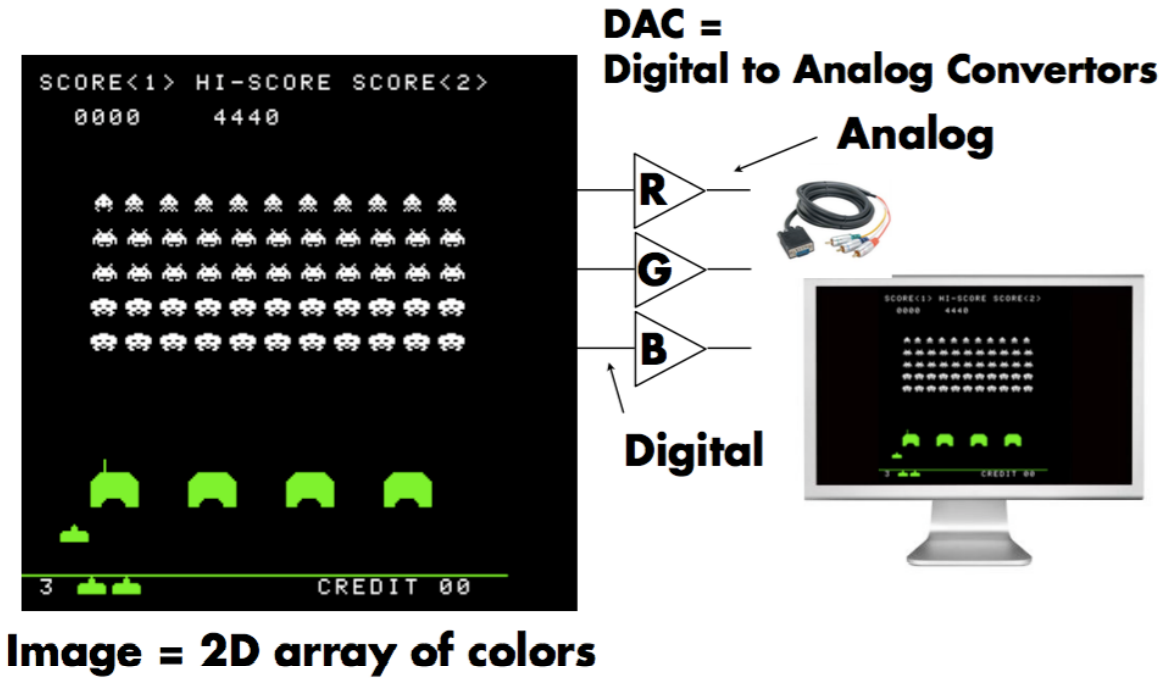 DAC =
Digital to Analog Convertors
SCORE<1> HI-SCORE SCORE<2>
0000 4440
Analog
R
G
B
Digital
3 CREDIT 00
SCORE<1> HI-SCORE SCORE<2>
0000 4440
3 CREDIT 00
Image = 2D array of colors